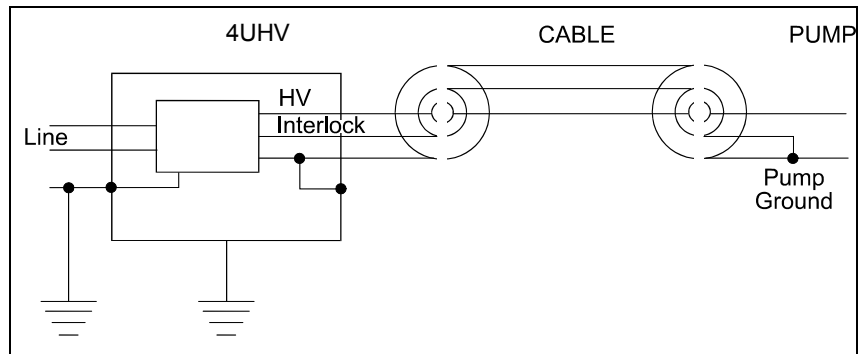 4UHV CABLE PUMP
HV
Interlock
Line
Pump
Ground